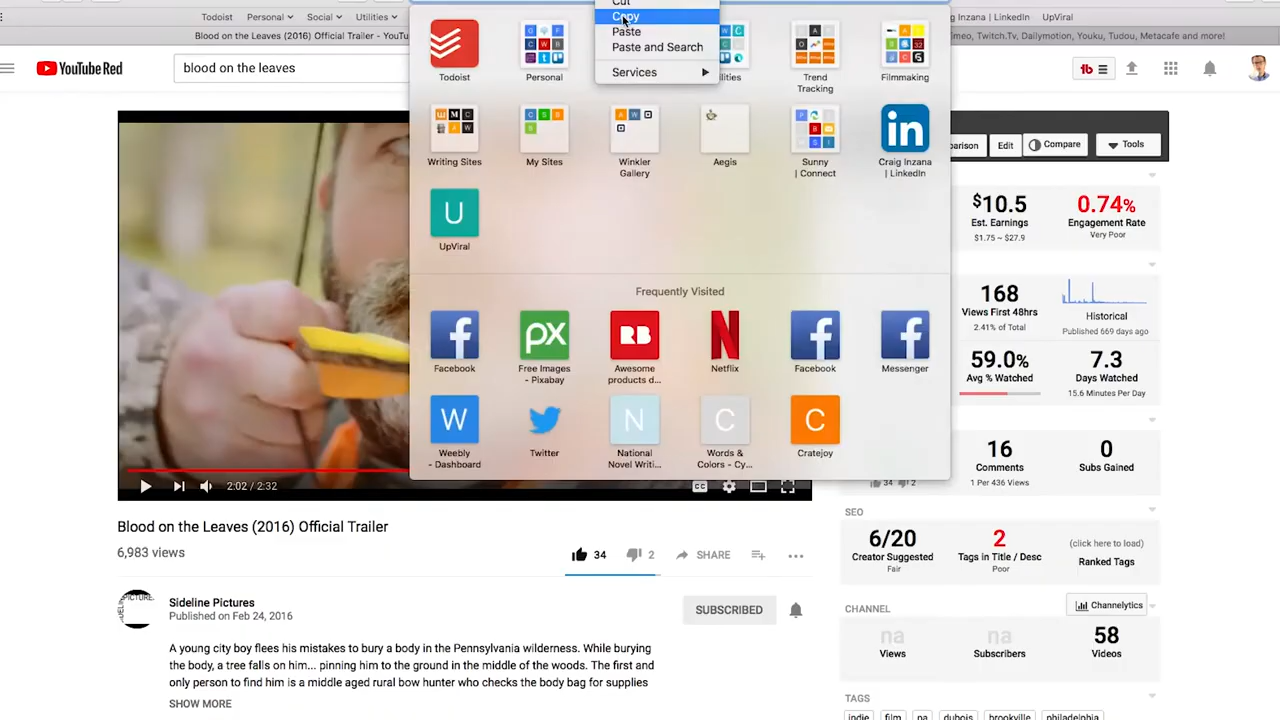 Cut
Copy
Paste
Paste and Search
Services
Todoist
Personal
Social
Utilities
Inzana | LinkedIn
UpViral
Blood on the Leaves (2016) Official Trailer - YouTu
meo, Twitch.Tv, Dailymotion, Youku, Tudou, Metacafe and more!
YouTube Red
blood on the leaves
tb
Todoist
Personal
ilities
Trend
Tracking
Filmmaking
Writing Sites
My Sites
Winkler
Gallery
Aegis
Sunny
| Connect
in
Craig Inzana
| LinkedIn
U
UpViral
Frequently Visited
Facebook
px
Free Images
- Pixabay
RB
Awesome
products d...
N
Netflix
Facebook
Messenger
W
Weebly
- Dashboard
Twitter
N
National
Novel Writi...
C
Words &
Colors - Cy...
C
Cratejoy
parison
Edit
Compare
Tools
$10.5
Est. Earnings
$1.75 ~ $27.9
0.74%
Engagement Rate
Very Poor
168
Views First 48hrs
2.41% of Total
Historical
Published 669 days ago
59.0%
Avg % Watched
7.3
Days Watched
15.6 Minutes Per Day
16
Comments
1 Per 436 Views
0
Subs Gained
34
2
SEO
6/20
Creator Suggested
Fair
2
Tags in Title / Desc
Poor
(click here to load)
Ranked Tags
CHANNEL
Channelytics
na
Views
na
Subscribers
58
Videos
TAGS
indie
film
pa
dubois
brookville
philadelphia
2:02 / 2:32
CC
Blood on the Leaves (2016) Official Trailer
6,983 views
34
2
SHARE
SIDELINE
PICTURE.
Sideline Pictures
Published on Feb 24, 2016
SUBSCRIBED
A young city boy flees his mistakes to bury a body in the Pennsylvania wilderness. While burying
the body, a tree falls on him... pinning him to the ground in the middle of the woods. The first and
only person to find him is a middle aged rural bow hunter who checks the body bag for supplies
SHOW MORE